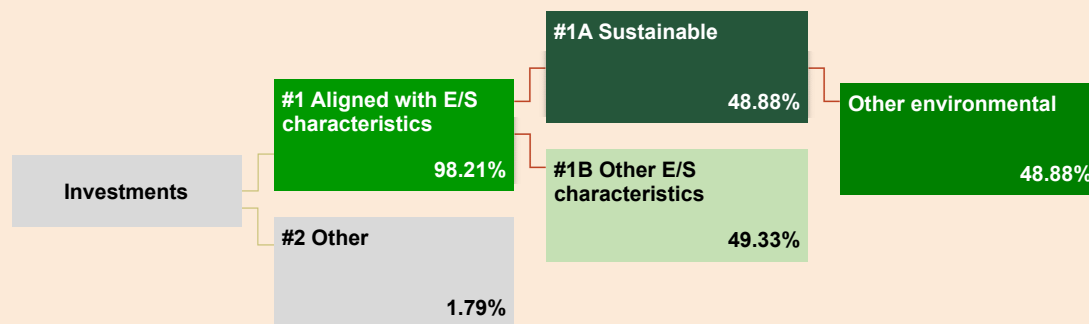 Investments
#1 Aligned with E/S
characteristics
98.21%
#2 Other
1.79%
#1A Sustainable
48.88%
#1B Other E/S
characteristics
49.33%
Other environmental
48.88%